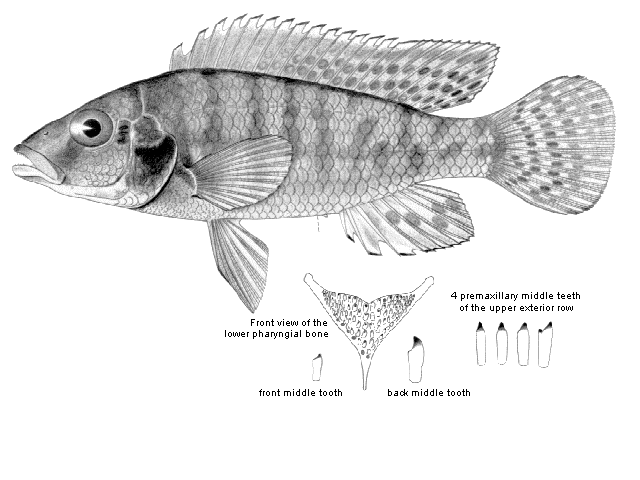 Front view of the
lower pharyngial bone
4 premaxillary middle teeth
of the upper exterior row
front middle tooth
back middle tooth